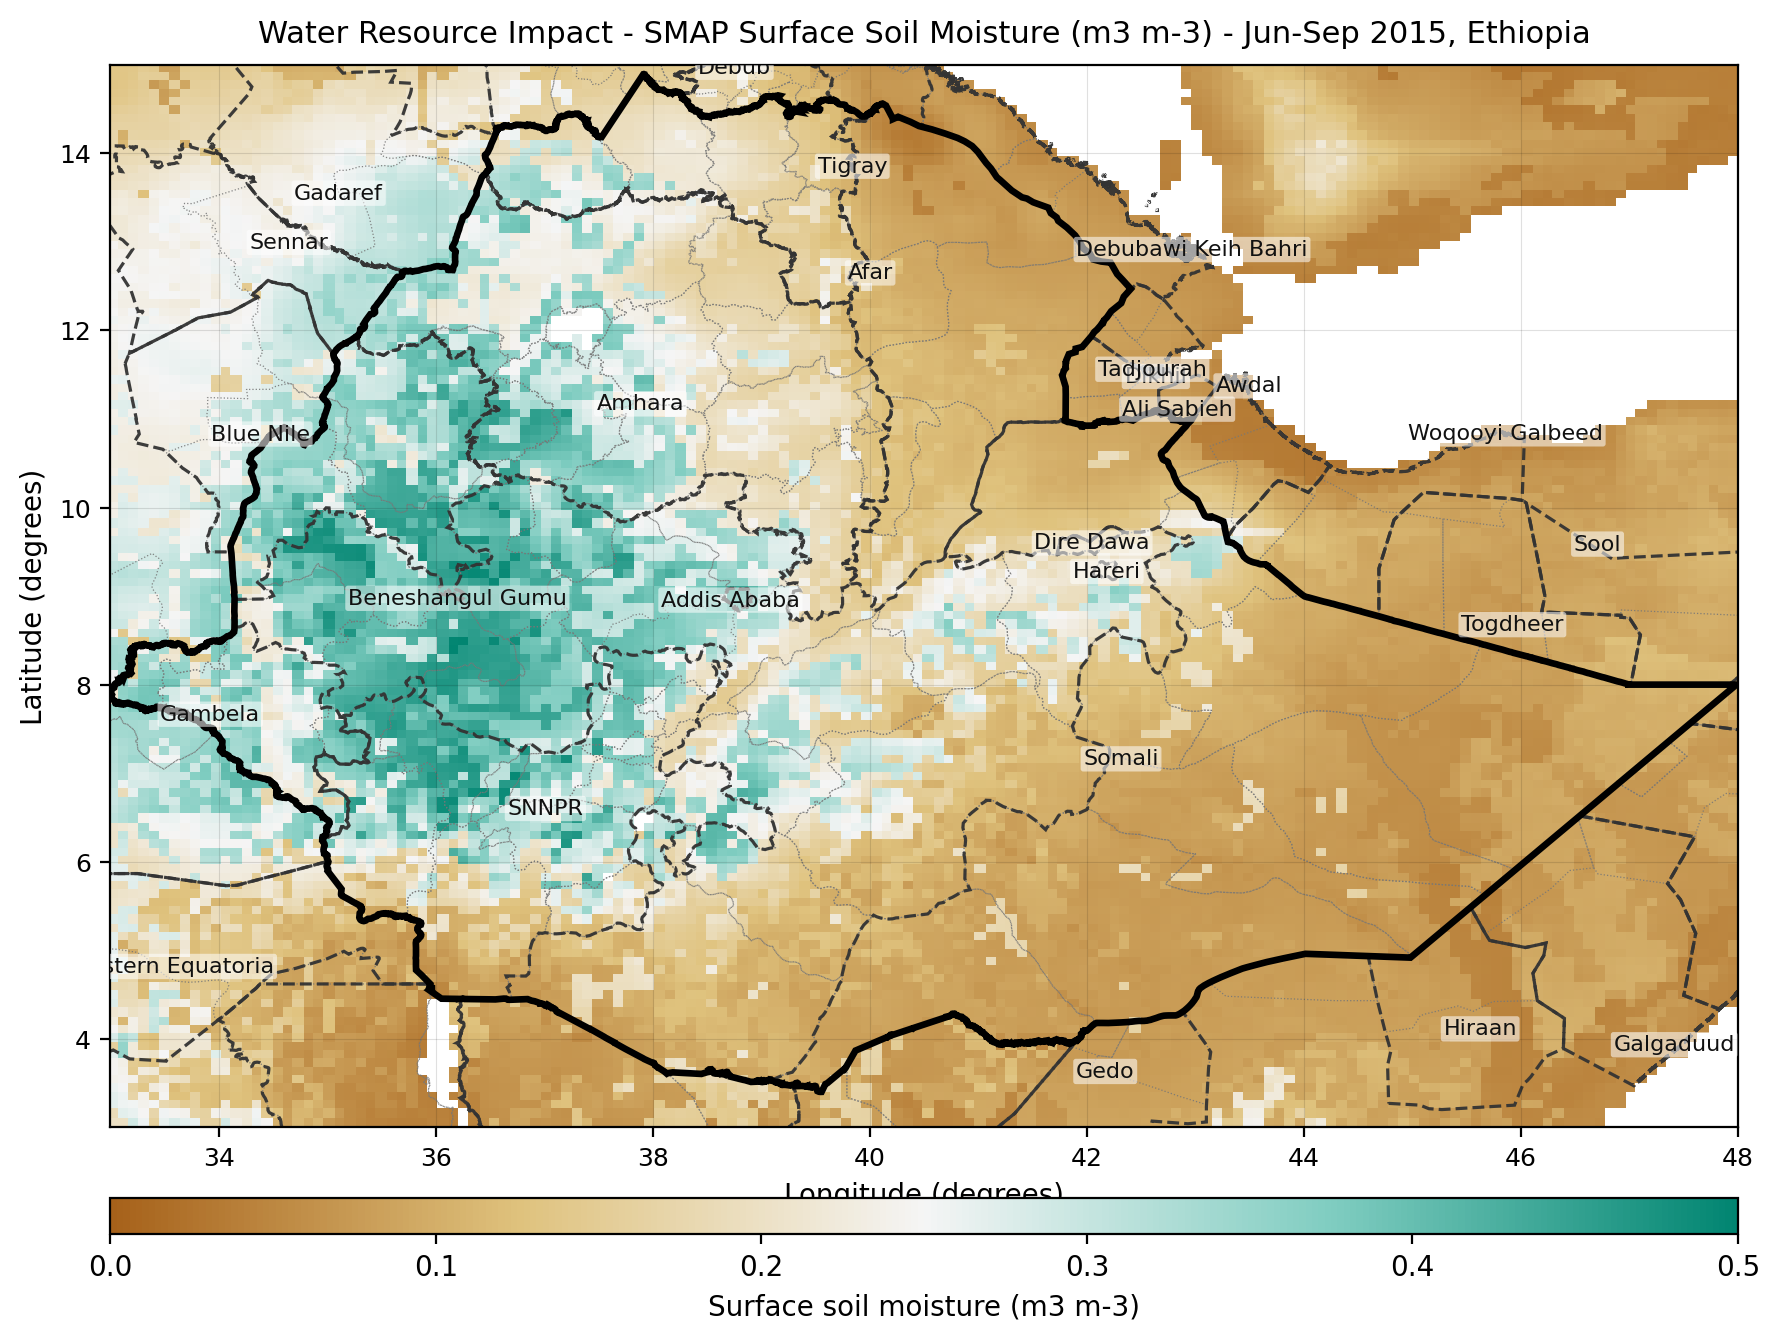 Water Resource Impact - SMAP Surface Soil Moisture (m3 m-3) - Jun-Sep 2015, Ethiopia
Debub
14
Tigray
Gadaref
Sennar
Debubawi Keih Bahri
Afar
12
Tadjourah
Dikhil
Awdal
Amhara
Ali Sabieh
Blue Nile
Woqooyi Galbeed
10
Dire Dawa
Sool
Hareri
Beneshangul Gumu
Addis Ababa
Togdheer
8
Gambela
Somali
SNNPR
6
stern Equatoria
Hiraan
4
Galgaduud
Gedo
Latitude (degrees)
34 36 38 40 42 44 46 48
Longitude (degrees)
0.0 0.1 0.2 0.3 0.4 0.5
Surface soil moisture (m3 m-3)